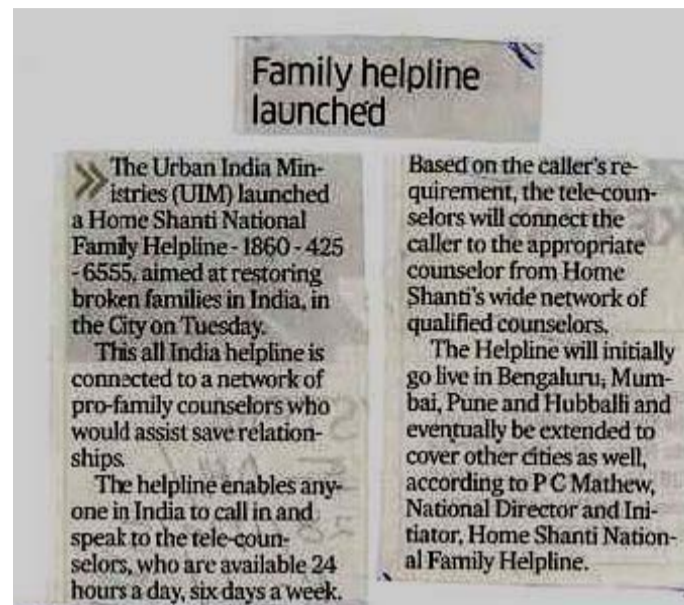 Family helpline
launched
» The Urban India Min-
istries (UIM) launched
a Home Shanti National
Family Helpline - 1860 - 425
- 6555, aimed at restoring
broken families in India, in
the City on Tuesday.
This all India helpline is
connected to a network of
pro-family counselors who
would assist save relation-
ships.
The helpline enables any-
one in India to call in and
speak to the tele-coun-
selors, who are available 24
hours a day, six days a week.
Based on the caller's re-
quirement, the tele-coun-
selors will connect the
caller to the appropriate
counselor from Home
Shanti's wide network of
qualified counselors.
The Helpline will initially
go live in Bengaluru, Mum-
bai, Pune and Hubballi and
eventually be extended to
cover other cities as well,
according to P C Mathew,
National Director and Ini-
tiator, Home Shanti Nation-
al Family Helpline.